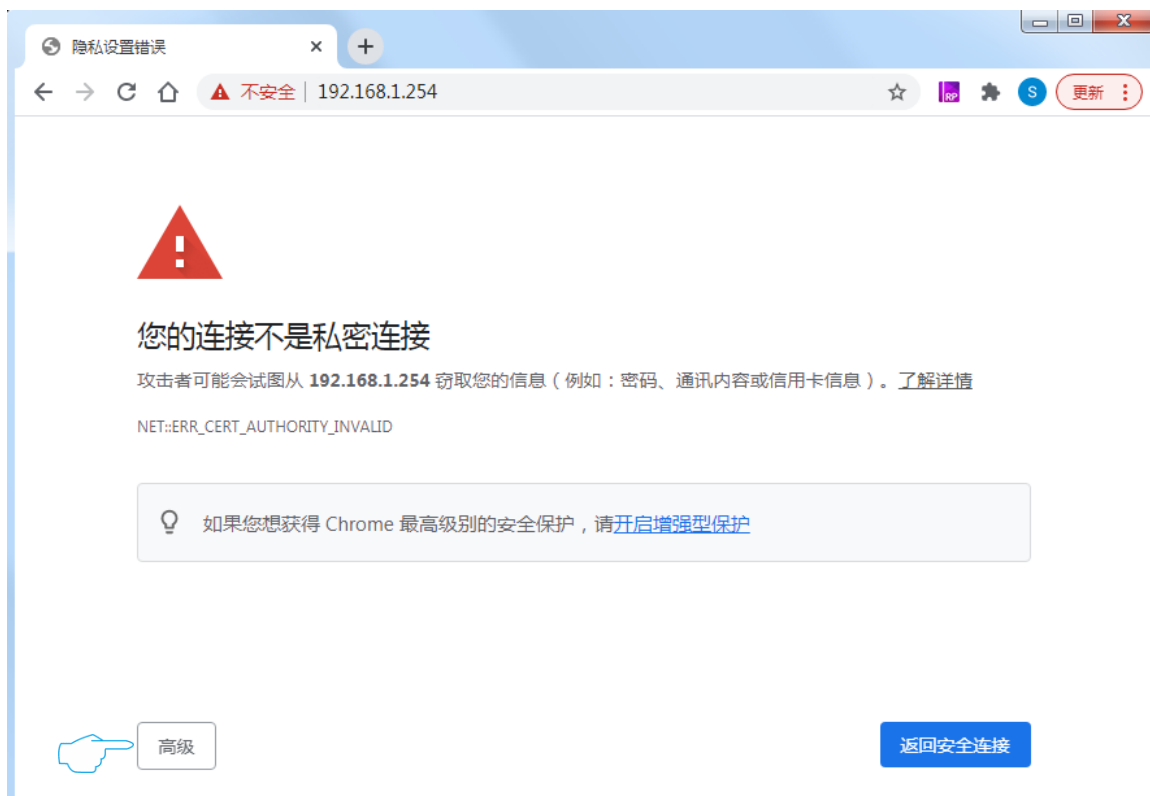 隐私设置错误
不安全 192.168.1.254
RP
S
更新
您的连接不是私密连接
攻击者可能会试图从 192.168.1.254 窃取您的信息（例如：密码、通讯内容或信用卡信息）。了解详情
NET::ERR_CERT_AUTHORITY_INVALID
如果您想获得 Chrome 最高级别的安全保护，请开启增强型保护
高级
返回安全连接